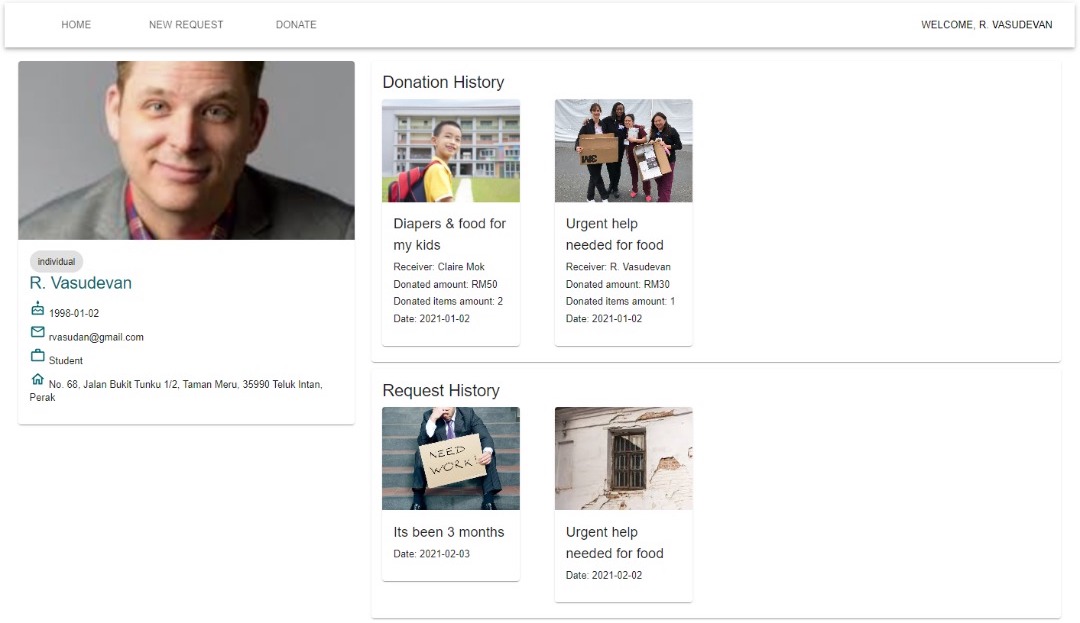 HOME NEW REQUEST DONATE WELCOME, R. VASUDEVAN
individual
R. Vasudevan
1998-01-02
rvasudan@gmail.com
Student
No. 68, Jalan Bukit Tunku 1/2, Taman Meru, 35990 Teluk Intan,
Perak
Donation History
Diapers & food for
my kids
Receiver: Claire Mok
Donated amount: RM50
Donated items amount: 2
Date: 2021-01-02
Urgent help
needed for food
Receiver: R. Vasudevan
Donated amount: RM30
Donated items amount: 1
Date: 2021-01-02
Request History
NEED
WORK!
Its been 3 months
Date: 2021-02-03
Urgent help
needed for food
Date: 2021-02-02